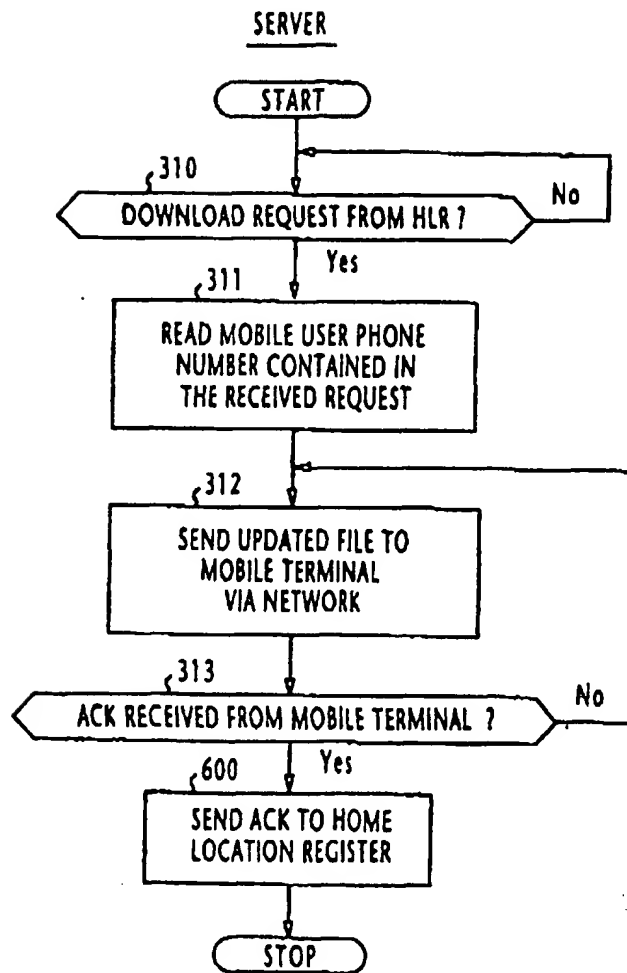 SERVER
START
310
DOWNLOAD REQUEST FROM HLR ?
No
Yes
311
READ MOBILE USER PHONE
NUMBER CONTAINED IN
THE RECEIVED REQUEST
312
SEND UPDATED FILE TO
MOBILE TERMINAL
VIA NETWORK
313
ACK RECEIVED FROM MOBILE TERMINAL ?
No
Yes
600
SEND ACK TO HOME
LOCATION REGISTER
STOP